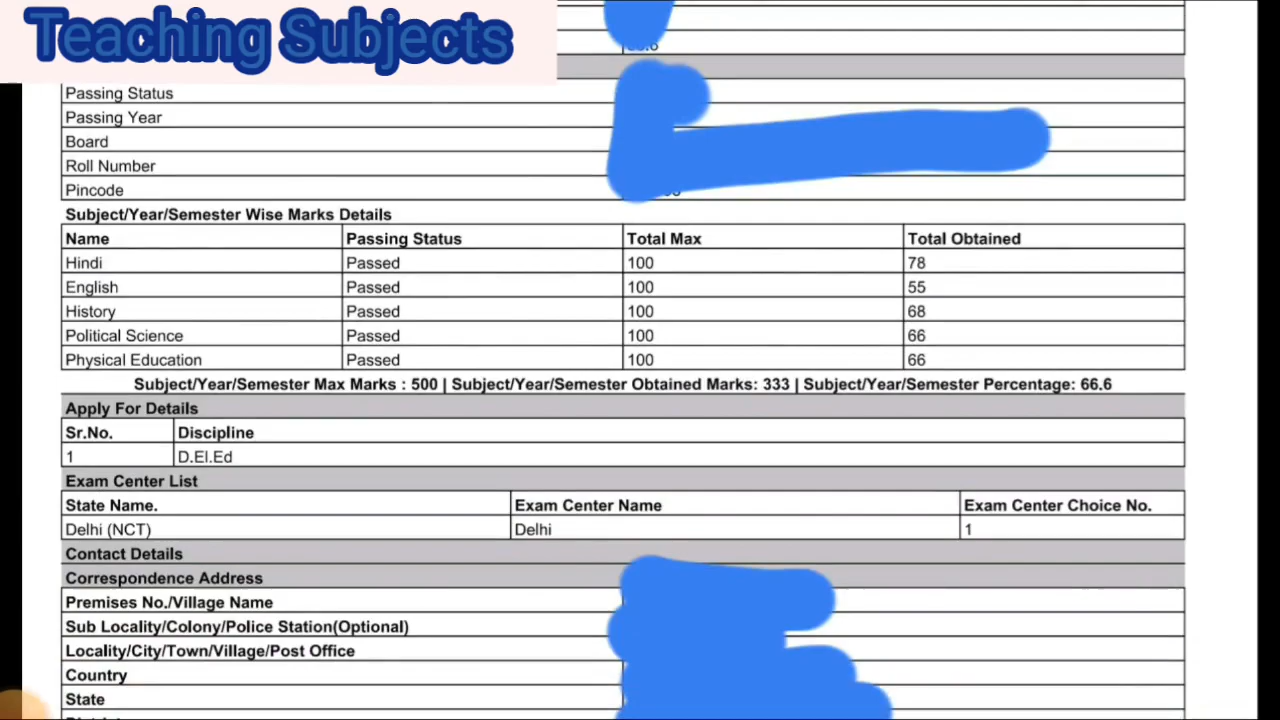 Teaching Subjects
Passing Status
Passing Year
Board
Roll Number
Pincode
Subject/Year/Semester Wise Marks Details
Name Passing Status Total Max Total Obtained
Hindi Passed 100 78
English Passed 100 55
History Passed 100 68
Political Science Passed 100 66
Physical Education Passed 100 66
Subject/Year/Semester Max Marks : 500 | Subject/Year/Semester Obtained Marks: 333 | Subject/Year/Semester Percentage: 66.6
Apply For Details
Sr.No. Discipline
1 D.El.Ed
Exam Center List
State Name. Exam Center Name Exam Center Choice No.
Delhi (NCT) Delhi 1
Contact Details
Correspondence Address
Premises No./Village Name
Sub Locality/Colony/Police Station(Optional)
Locality/City/Town/Village/Post Office
Country
State